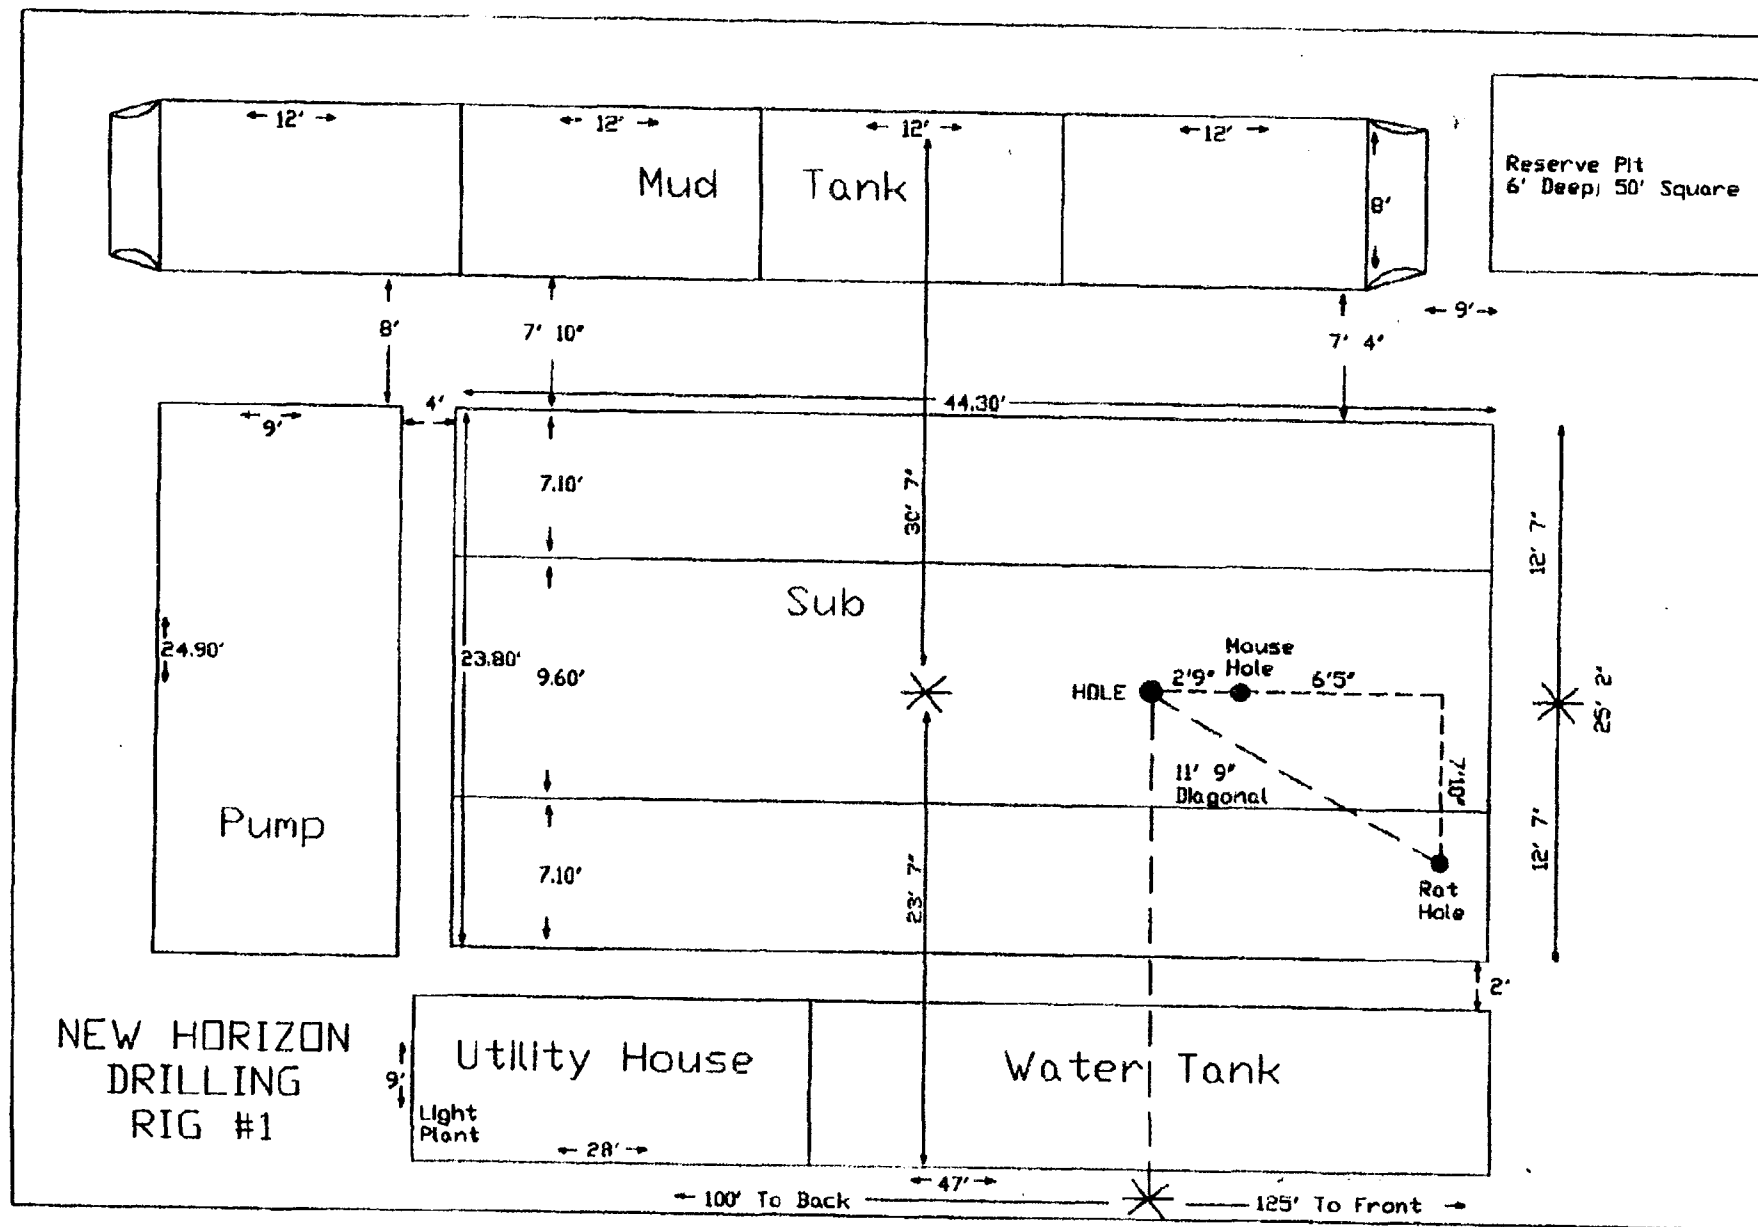 12' 12' 12' 12'
Mud Tank
8'
Reserve Pit
6' Deep; 50' Square
8'
7' 10"
7' 4"
9'
9'
4'
44.30'
7.10'
30' 7"
12' 7"
Sub
24.90'
23.80'
9.60'
HOLE
2'9"
Mouse
Hole
6'5"
25' 2"
11' 9"
Diagonal
7'10"
Pump
7.10'
23' 7"
12' 7"
Rat
Hole
2'
NEW HORIZON
DRILLING
RIG #1
9'
Utility House
Water Tank
Light
Plant
28'
47'
100' To Back
125' To Front